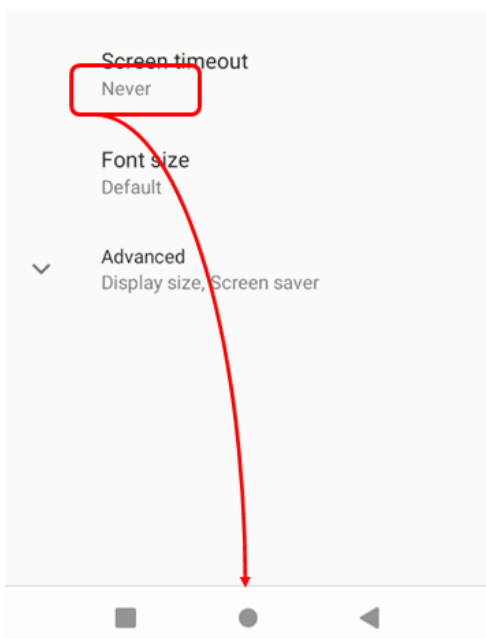 Screen timeout
Never
Font size
Default
Advanced
Display size, Screen saver